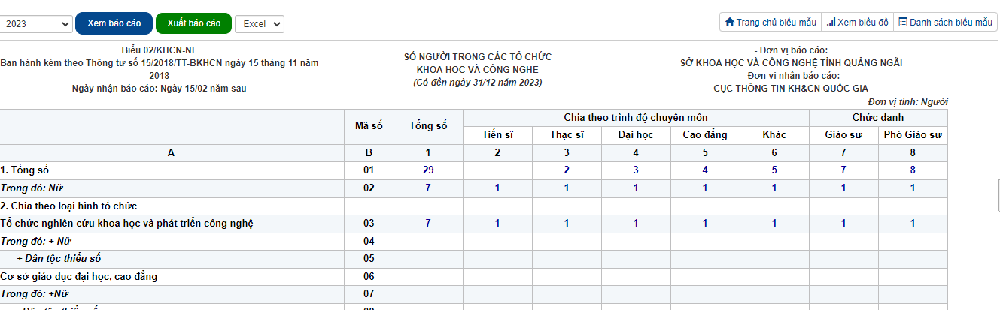 2023 Xem báo cáo Xuất báo cáo Excel Trang chủ biểu mẫu Xem biểu đồ Danh sách biểu mẫu
Biểu 02/KHCN-NL
Ban hành kèm theo Thông tư số 15/2018/TT-BKHCN ngày 15 tháng 11 năm
2018
Ngày nhận báo cáo: Ngày 15/02 năm sau
SỐ NGƯỜI TRONG CÁC TỔ CHỨC
KHOA HỌC VÀ CÔNG NGHỆ
(Có đến ngày 31/12 năm 2023)
- Đơn vị báo cáo:
SỞ KHOA HỌC VÀ CÔNG NGHỆ TỈNH QUẢNG NGÃI
- Đơn vị nhận báo cáo:
CỤC THÔNG TIN KH&CN QUỐC GIA
Đơn vị tính: Người
Mã số Tổng số Chia theo trình độ chuyên môn Chức danh
Tiến sĩ Thạc sĩ Đại học Cao đẳng Khác Giáo sư Phó Giáo sư
A B 1 2 3 4 5 6 7 8
1. Tổng số 01 29 2 3 4 5 7 8
Trong đó: Nữ 02 7 1 1 1 1 1 1 1
2. Chia theo loại hình tổ chức
Tổ chức nghiên cứu khoa học và phát triển công nghệ 03 7 1 1 1 1 1 1 1
Trong đó: + Nữ 04
+ Dân tộc thiểu số 05
Cơ sở giáo dục đại học, cao đẳng 06
Trong đó: +Nữ 07